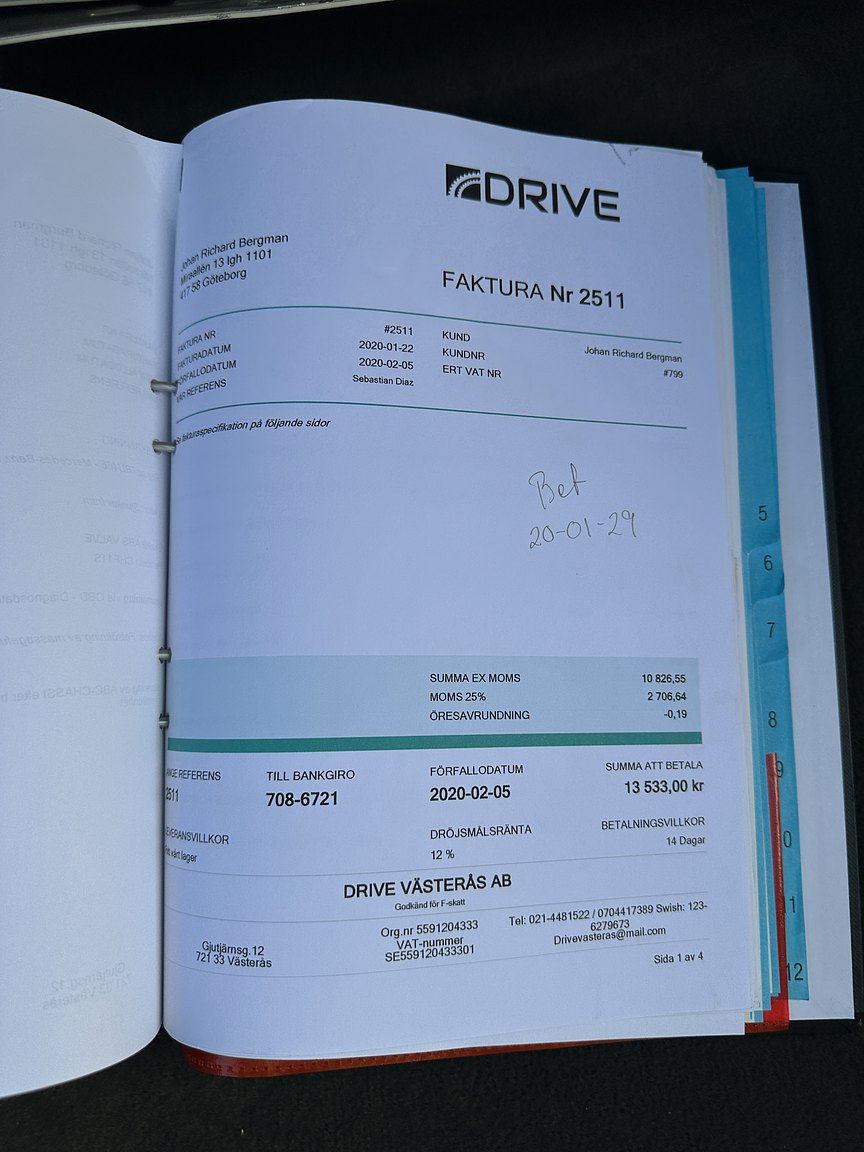 DRIVE
Johan Richard Bergman
Miraallén 13 lgh 1101
417 58 Göteborg
FAKTURA Nr 2511
FAKTURA NR #2511
FAKTURADATUM 2020-01-22
FÖRFALLODATUM 2020-02-05
VÅR REFERENS Sebastian Diaz
KUND Johan Richard Bergman
KUNDNR #799
ERT VAT NR
Se fakturaspecifikation på följande sidor
Bet
20-01-29
SUMMA EX MOMS 10 826,55
MOMS 25% 2 706,64
ÖRESAVRUNDNING -0,19
ANGE REFERENS
2511
TILL BANKGIRO
708-6721
FÖRFALLODATUM
2020-02-05
SUMMA ATT BETALA
13 533,00 kr
LEVERANSVILLKOR
vårt lager
DRÖJSMÅLSRÄNTA
12 %
BETALNINGSVILLKOR
14 Dagar
DRIVE VÄSTERÅS AB
Godkänd för F-skatt
Gjutjärnsg.12
721 33 Västerås
Org.nr 5591204333
VAT-nummer
SE559120433301
Tel: 021-4481522 / 0704417389 Swish: 123-
6279673
Drivevasteras@mail.com
Sida 1 av 4
5
6
7
8
9
0
11
12